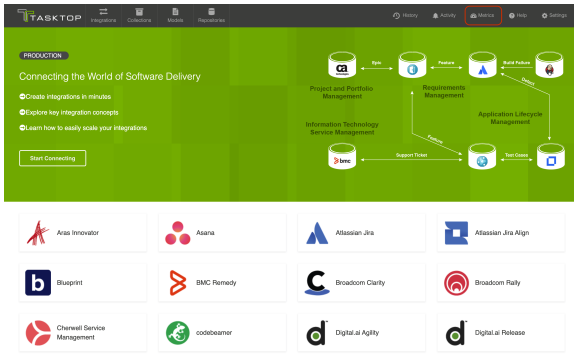 TASKTOP
Integrations
Collections
Models
Repositories
History
Activity
Metrics
Help
Settings
PRODUCTION
Connecting the World of Software Delivery
Create integrations in minutes
Explore key integration concepts
Learn how to easily scale your integrations
Start Connecting
ca
Epic
Feature
Build Failure
Project and Portfolio
Management
Requirements
Management
Defect
Application Lifecycle
Management
Information Technology
Service Management
Feature
bmc
Support Ticket
Test Cases
Aras Innovator
Asana
Atlassian Jira
Atlassian Jira Align
b
Blueprint
BMC Remedy
Broadcom Clarity
Broadcom Rally
Cherwell Service
Management
codebeamer
d
Digital.ai Agility
d
Digital.ai Release